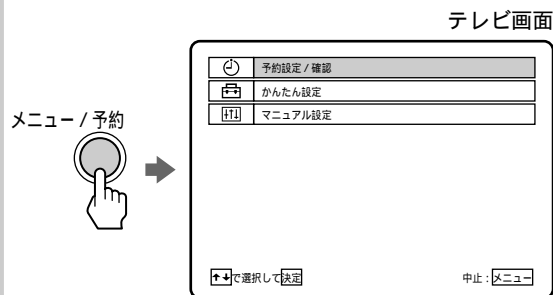 テレビ画面
予約設定 / 確認
かんたん設定
マニュアル設定
メニュー / 予約
↑↓で選択して決定
中止 : メニュー